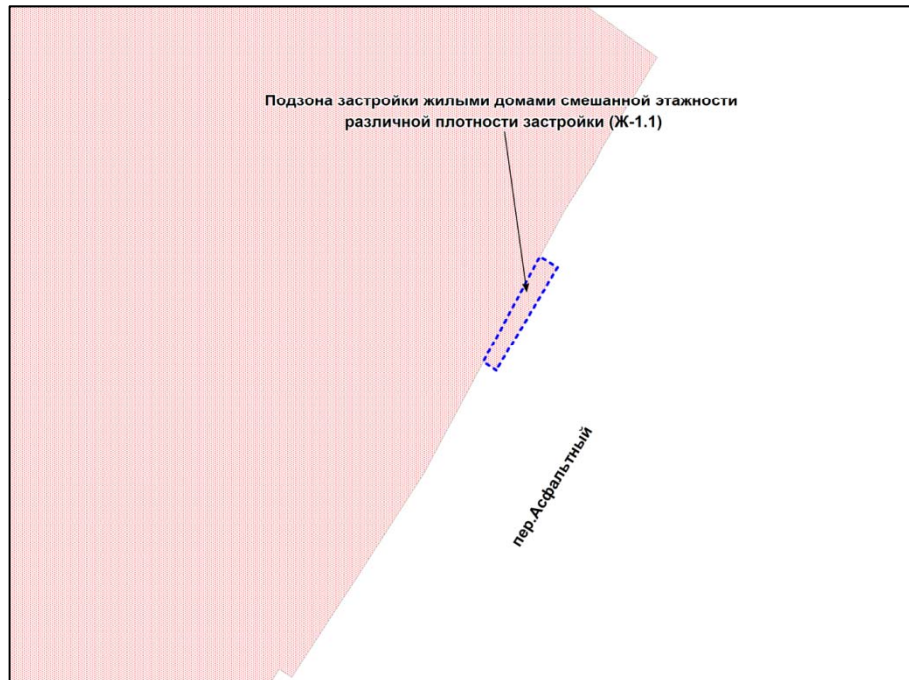 Подзона застройки жилыми домами смешанной этажности
различной плотности застройки (Ж-1.1)
пер.Асфальтный